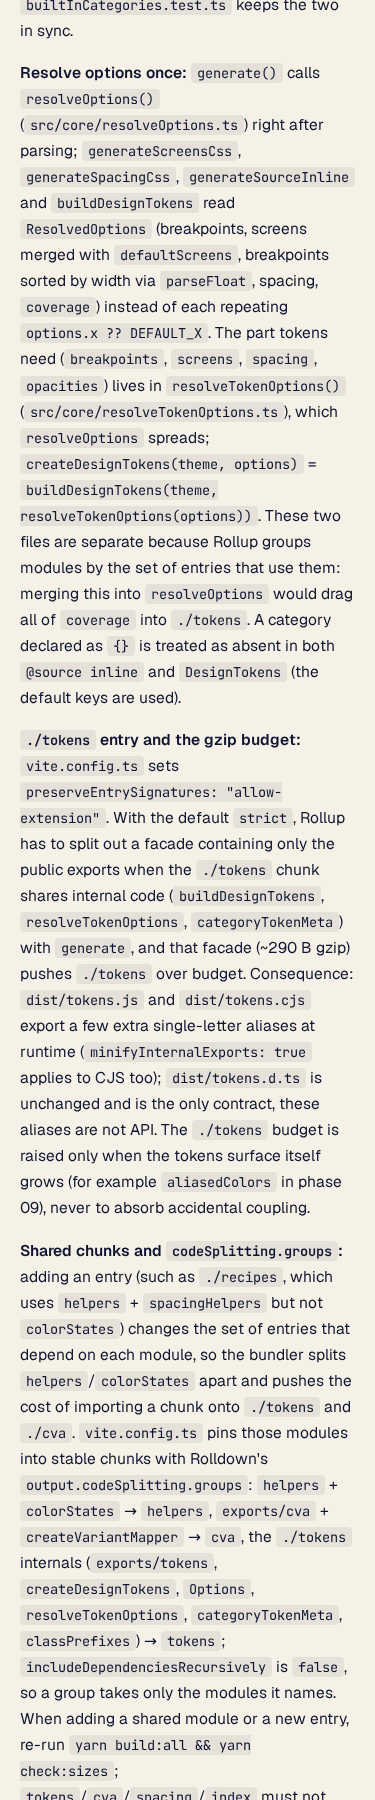 builtInCategories.test.ts keeps the two
in sync.
Resolve options once: generate() calls
resolveOptions()
(src/core/resolveOptions.ts) right after
parsing; generateScreensCss,
generateSpacingCss, generateSourceInline
and buildDesignTokens read
ResolvedOptions (breakpoints, screens
merged with defaultScreens, breakpoints
sorted by width via parseFloat, spacing,
coverage) instead of each repeating
options.x ?? DEFAULT_X. The part tokens
need (breakpoints, screens, spacing,
opacities) lives in resolveTokenOptions()
(src/core/resolveTokenOptions.ts), which
resolveOptions spreads;
createDesignTokens(theme, options) =
buildDesignTokens(theme,
resolveTokenOptions(options)). These two
files are separate because Rollup groups
modules by the set of entries that use them:
merging this into resolveOptions would drag
all of coverage into ./tokens. A category
declared as {} is treated as absent in both
@source inline and DesignTokens (the
default keys are used).
./tokens entry and the gzip budget:
vite.config.ts sets
preserveEntrySignatures: "allow-
extension". With the default strict, Rollup
has to split out a facade containing only the
public exports when the ./tokens chunk
shares internal code (buildDesignTokens,
resolveTokenOptions, categoryTokenMeta)
with generate, and that facade (~290 B gzip)
pushes ./tokens over budget. Consequence:
dist/tokens.js and dist/tokens.cjs
export a few extra single-letter aliases at
runtime (minifyInternalExports: true
applies to CJS too); dist/tokens.d.ts is
unchanged and is the only contract, these
aliases are not API. The ./tokens budget is
raised only when the tokens surface itself
grows (for example aliasedColors in phase
09), never to absorb accidental coupling.
Shared chunks and codeSplitting.groups:
adding an entry (such as ./recipes, which
uses helpers + spacingHelpers but not
colorStates) changes the set of entries that
depend on each module, so the bundler splits
helpers/colorStates apart and pushes the
cost of importing a chunk onto ./tokens and
./cva. vite.config.ts pins those modules
into stable chunks with Rolldown's
output.codeSplitting.groups: helpers +
colorStates → helpers, exports/cva +
createVariantMapper → cva, the ./tokens
internals (exports/tokens,
createDesignTokens, Options,
resolveTokenOptions, categoryTokenMeta,
classPrefixes) → tokens;
includeDependenciesRecursively is false,
so a group takes only the modules it names.
When adding a shared module or a new entry,
re-run yarn build:all && yarn
check:sizes;
tokens/cva/spacing/index must not